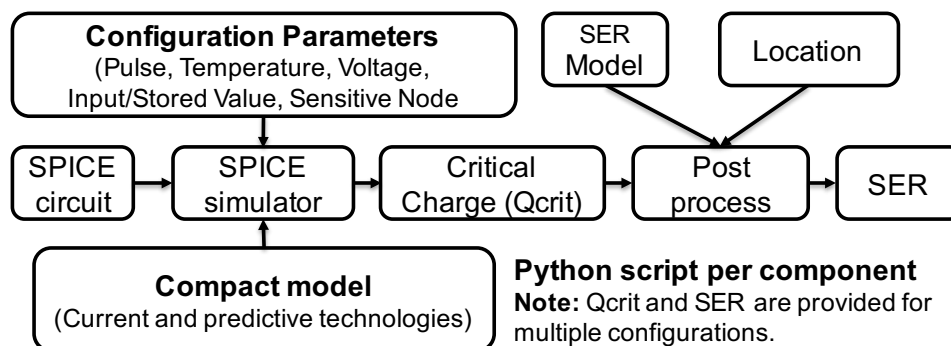 Configuration Parameters
(Pulse, Temperature, Voltage,
Input/Stored Value, Sensitive Node
SER
Model
Location
SPICE
circuit
SPICE
simulator
Critical
Charge (Qcrit)
Post
process
SER
Compact model
(Current and predictive technologies)
Python script per component
Note: Qcrit and SER are provided for
multiple configurations.